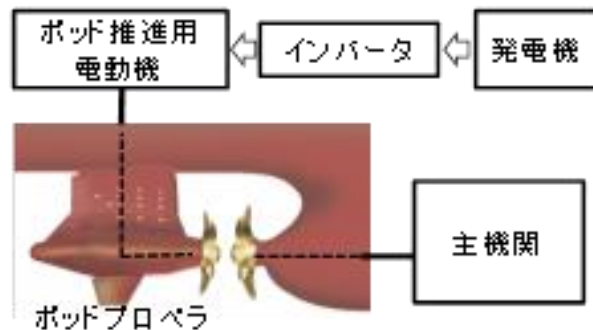 ポッド推進用
電動機
インバータ
発電機
主機関
ポッドプロペラ